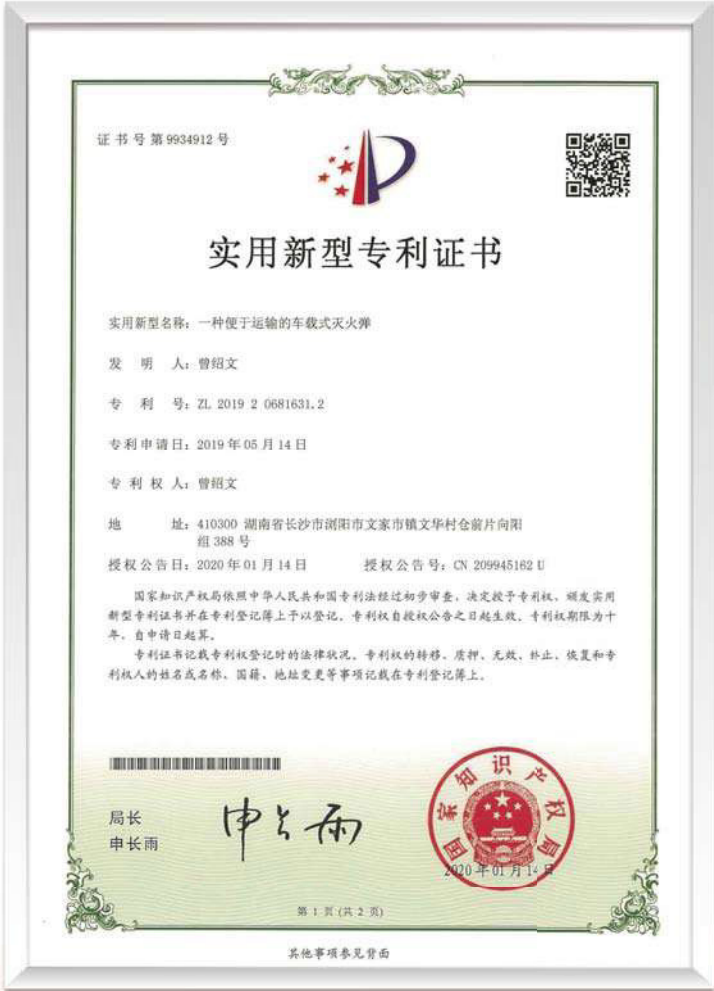 证书号第9934912号
实用新型专利证书
实用新型名称：一种便于运输的车载式灭火弹
发 明 人：曾绍文
专 利 号：ZL 2019 2 0681631.2
专利申请日：2019年05月14日
专 利 权 人：曾绍文
地 址：410300 湖南省长沙市浏阳市文家市镇文华村仓前片向阳
组388号
授权公告日：2020年01月14日 授权公告号：CN 209945162 U
国家知识产权局依照中华人民共和国专利法经过初步审查，决定授予专利权，颁发实用
新型专利证书并在专利登记簿上予以登记，专利权自授权公告之日起生效，专利权期限为十
年，自申请日起算。
专利证书记载专利权登记时的法律状况。专利权的转移、质押、无效、终止、恢复和专
利权人的姓名或名称、国籍、地址变更等事项记载在专利登记簿上。
局长
申长雨
申长雨
国家知识产权局
2020年01月14日
第 1 页 (共 2 页)
其他事项参见背面